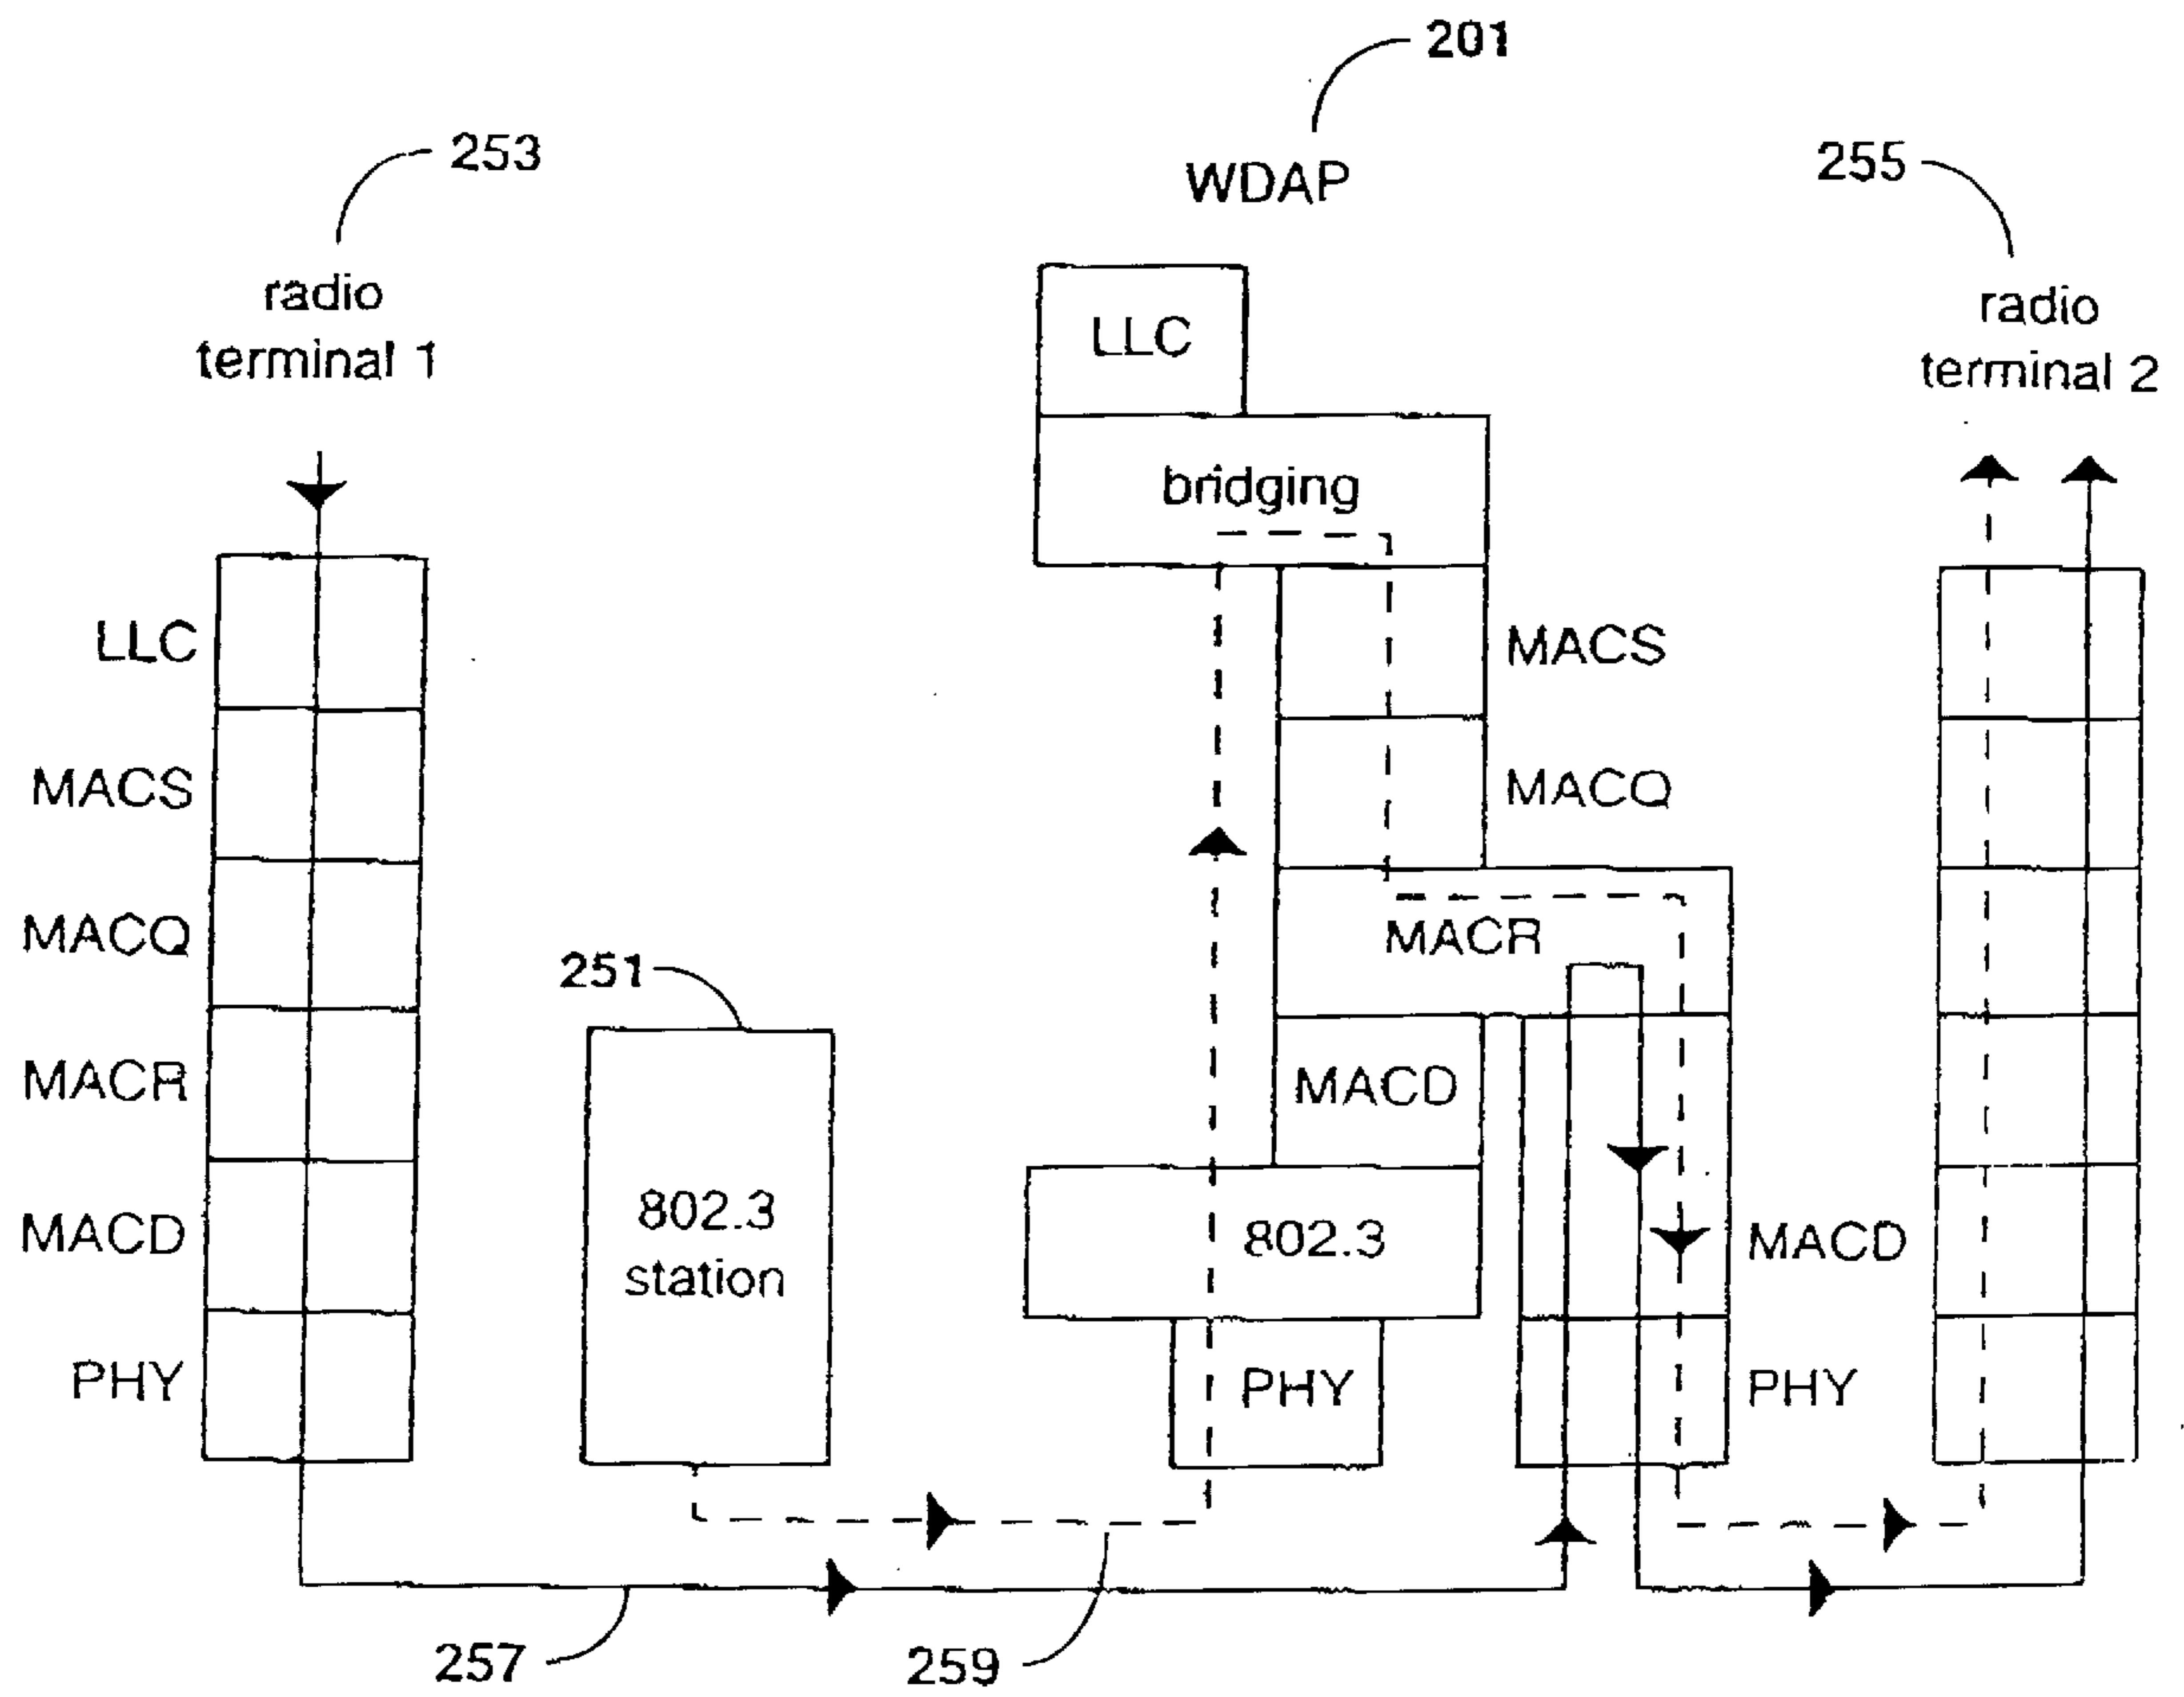 201
253
WDAP
255
radio
terminal 1
radio
terminal 2
LLC
bridging
LLC
MACS
MACS
MACQ
MACQ
MACR
251
MACR
MACD
802.3
station
MACD
802.3
MACD
PHY
PHY
PHY
257
259